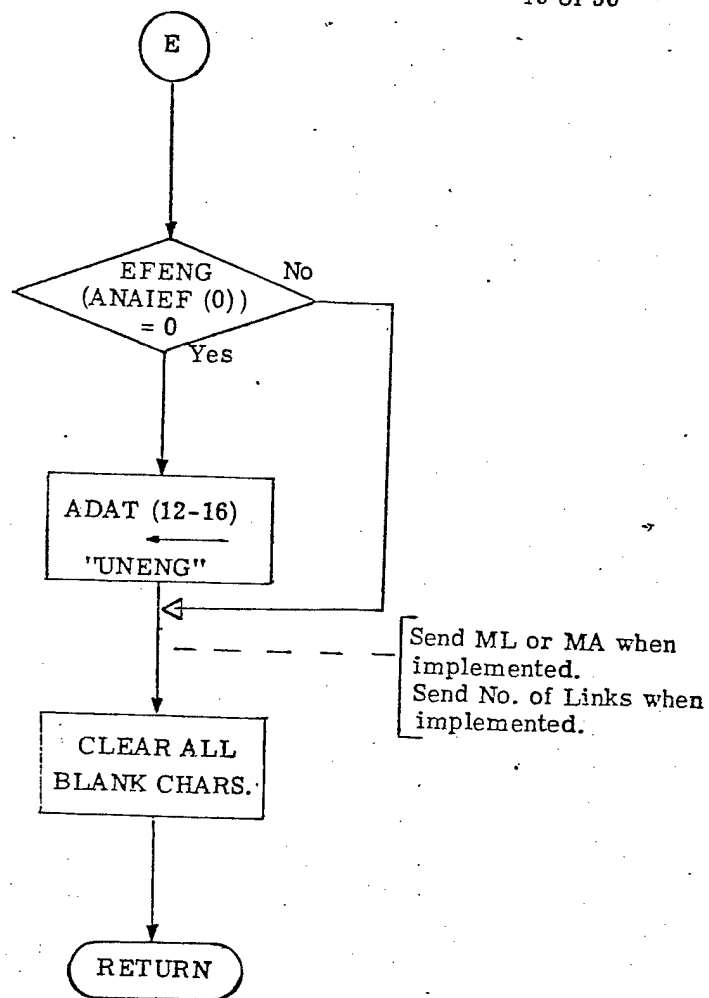 E
EFENG
(ANAIEF (0))
= 0
No
Yes
ADAT (12-16)
"UNENG"
Send ML or MA when
implemented.
Send No. of Links when
implemented.
CLEAR ALL
BLANK CHARS.
RETURN